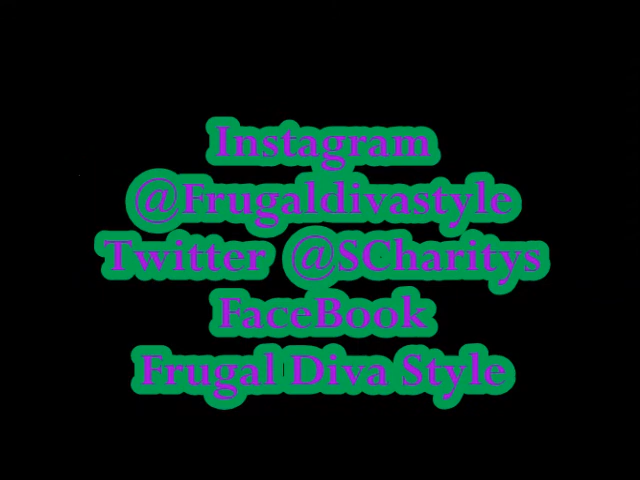 Instagram
@Frugaldivastyle
Twitter @SCharitys
FaceBook
Frugal Diva Style